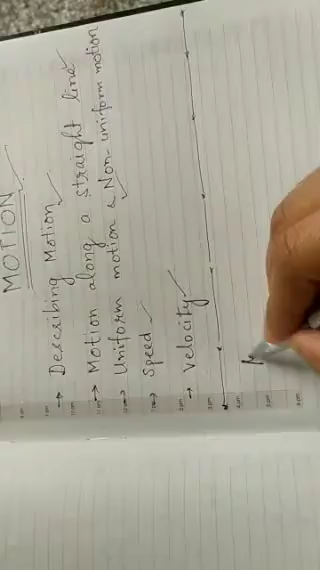 MOTION
→ Describing Motion
→ Motion along a straight line
→ Uniform motion & Non-uniform motion
→ Speed
→ Velocity